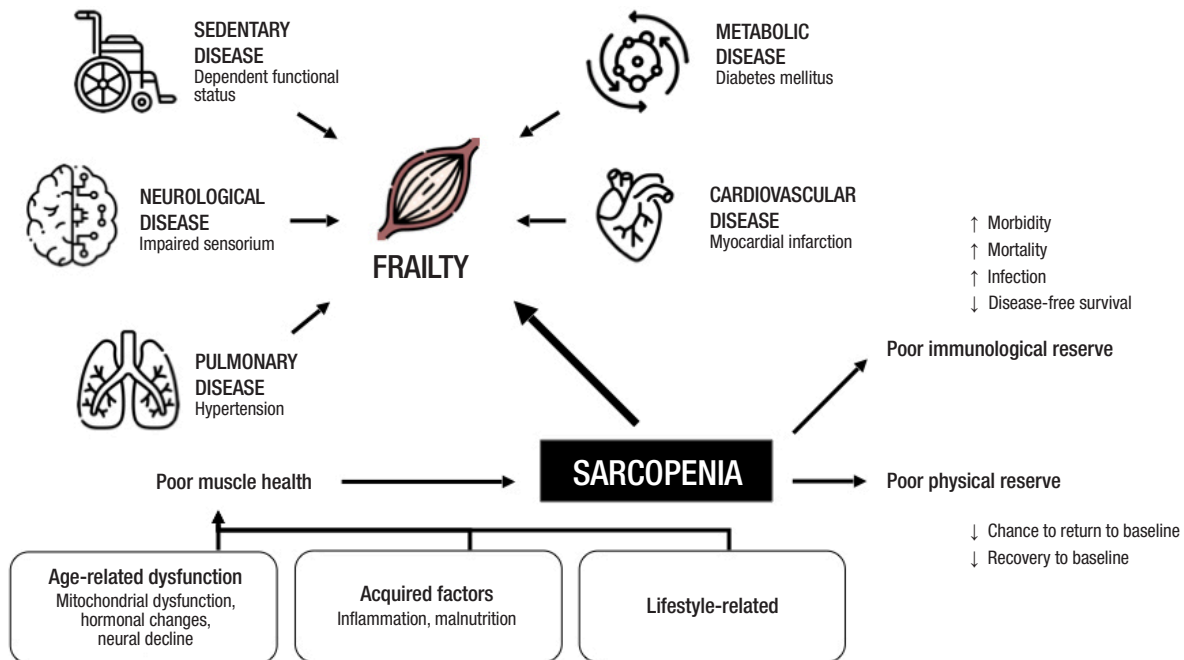 SEDENTARY
DISEASE
Dependent functional
status
METABOLIC
DISEASE
Diabetes mellitus
NEUROLOGICAL
DISEASE
Impaired sensorium
CARDIOVASCULAR
DISEASE
Myocardial infarction
FRAILTY
PULMONARY
DISEASE
Hypertension
↑ Morbidity
↑ Mortality
↑ Infection
↓ Disease-free survival
Poor immunological reserve
Poor muscle health
SARCOPENIA
Poor physical reserve
↓ Chance to return to baseline
↓ Recovery to baseline
Age-related dysfunction
Mitochondrial dysfunction,
hormonal changes,
neural decline
Acquired factors
Inflammation, malnutrition
Lifestyle-related